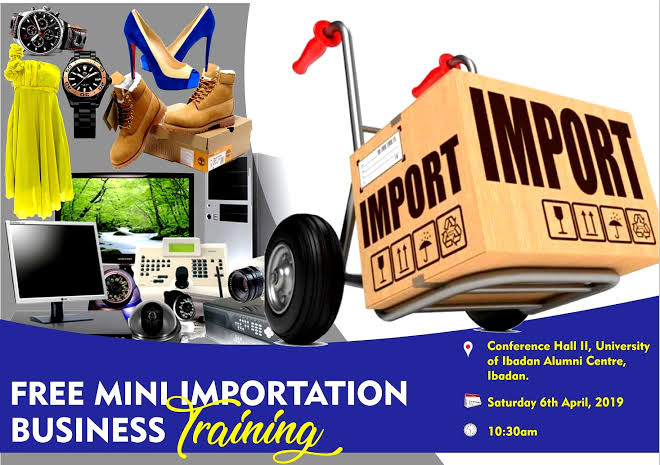 IMPORT
IMPORT
FREE MINI IMPORTATION
BUSINESS Training
Conference Hall II, University
of Ibadan Alumni Centre,
Ibadan.
Saturday 6th April, 2019
10:30am